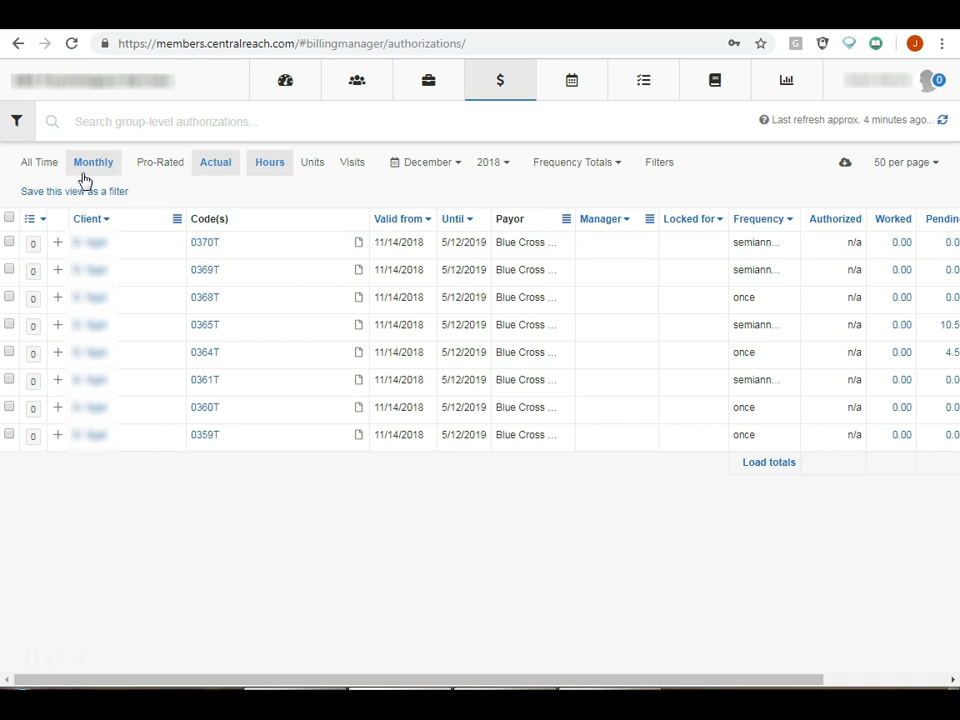 https://members.centralreach.com/#billingmanager/authorizations/
G J
$ 0
Search group-level authorizations... Last refresh approx. 4 minutes ago...
All Time Monthly Pro-Rated Actual Hours Units Visits December 2018 Frequency Totals Filters 50 per page
Save this view as a filter
Client Code(s) Valid from Until Payor Manager Locked for Frequency Authorized Worked Pendin
0 + 0370T 11/14/2018 5/12/2019 Blue Cross ... semiann... n/a 0.00 0.0
0 + 0369T 11/14/2018 5/12/2019 Blue Cross ... semiann... n/a 0.00 0.0
0 + 0368T 11/14/2018 5/12/2019 Blue Cross ... once n/a 0.00 0.0
0 + 0365T 11/14/2018 5/12/2019 Blue Cross ... semiann... n/a 0.00 10.5
0 + 0364T 11/14/2018 5/12/2019 Blue Cross ... once n/a 0.00 4.5
0 + 0361T 11/14/2018 5/12/2019 Blue Cross ... semiann... n/a 0.00 0.0
0 + 0360T 11/14/2018 5/12/2019 Blue Cross ... once n/a 0.00 0.0
0 + 0359T 11/14/2018 5/12/2019 Blue Cross ... once n/a 0.00 0.0
Load totals